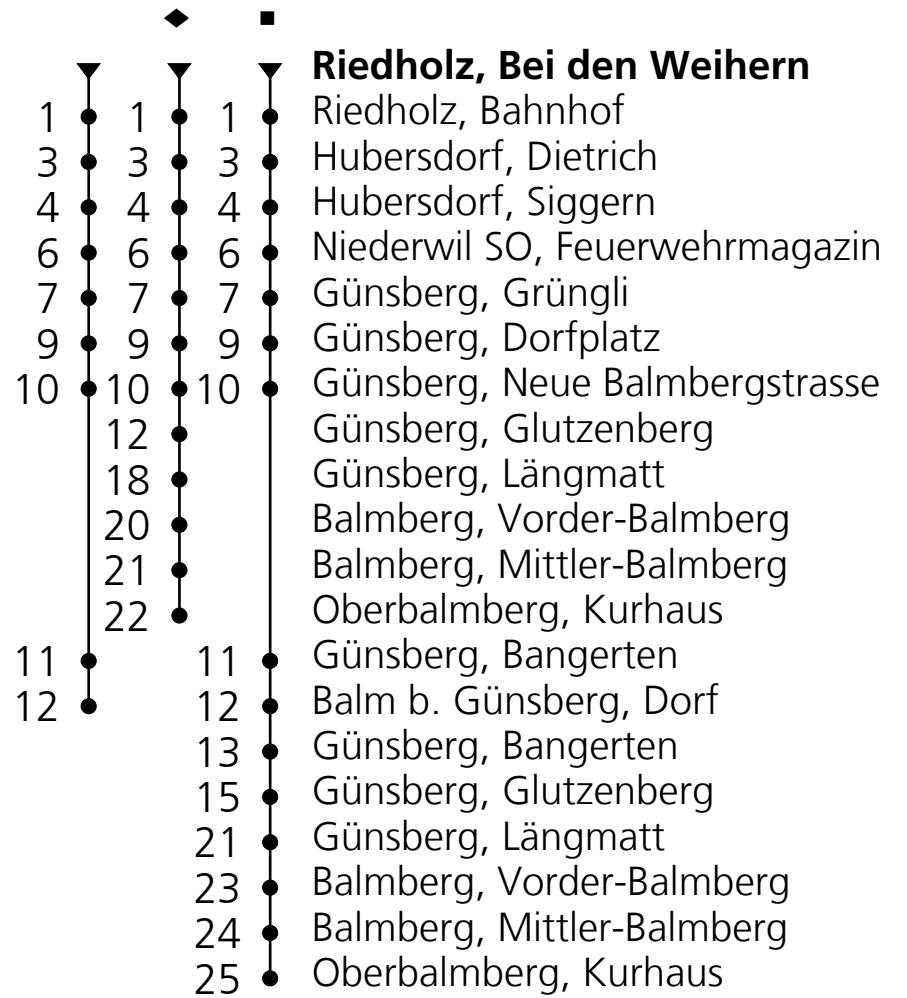 ◆ ■
Riedholz, Bei den Weihern
1 1 1 Riedholz, Bahnhof
3 3 3 Hubersdorf, Dietrich
4 4 4 Hubersdorf, Siggern
6 6 6 Niederwil SO, Feuerwehrmagazin
7 7 7 Günsberg, Grüngli
9 9 9 Günsberg, Dorfplatz
10 10 10 Günsberg, Neue Balmbergstrasse
12 Günsberg, Glutzenberg
18 Günsberg, Längmatt
20 Balmberg, Vorder-Balmberg
21 Balmberg, Mittler-Balmberg
22 Oberbalmberg, Kurhaus
11 11 Günsberg, Bangerten
12 12 Balm b. Günsberg, Dorf
13 Günsberg, Bangerten
15 Günsberg, Glutzenberg
21 Günsberg, Längmatt
23 Balmberg, Vorder-Balmberg
24 Balmberg, Mittler-Balmberg
25 Oberbalmberg, Kurhaus